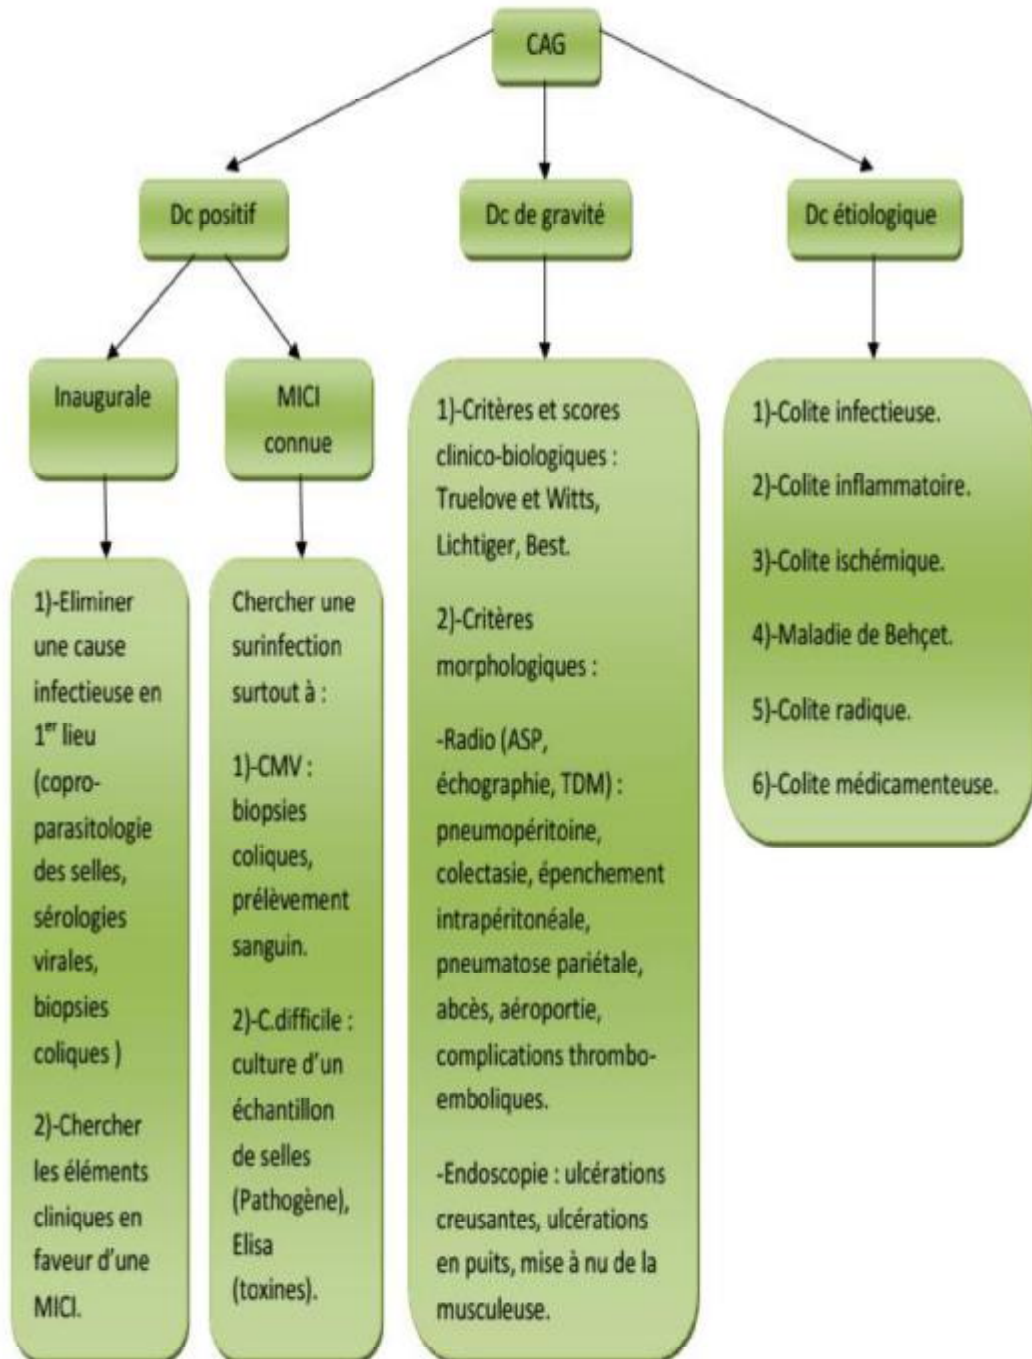 CAG
Dc positif
Dc de gravité
Dc étiologique
Inaugurale
MICI
connue
1)-Eliminer
une cause
infectieuse en
1er lieu
(copro-
parasitologie
des selles,
sérologies
virales,
biopsies
coliques )
2)-Chercher
les éléments
cliniques en
faveur d'une
MICI.
Chercher une
surinfection
surtout à :
1)-CMV :
biopsies
coliques,
prélèvement
sanguin.
2)-C.difficile :
culture d'un
échantillon
de selles
(Pathogène),
Elisa
(toxines).
1)-Critères et scores
clinico-biologiques :
Truelove et Witts,
Lichtiger, Best.
2)-Critères
morphologiques :
-Radio (ASP,
échographie, TDM) :
pneumopéritoine,
colectasie, épenchement
intrapéritonéale,
pneumatose pariétale,
abcès, aéroportie,
complications thrombo-
emboliques.
-Endoscopie : ulcérations
creusantes, ulcérations
en puits, mise à nu de la
musculeuse.
1)-Colite infectieuse.
2)-Colite inflammatoire.
3)-Colite ischémique.
4)-Maladie de Behçet.
5)-Colite radique.
6)-Colite médicamenteuse.